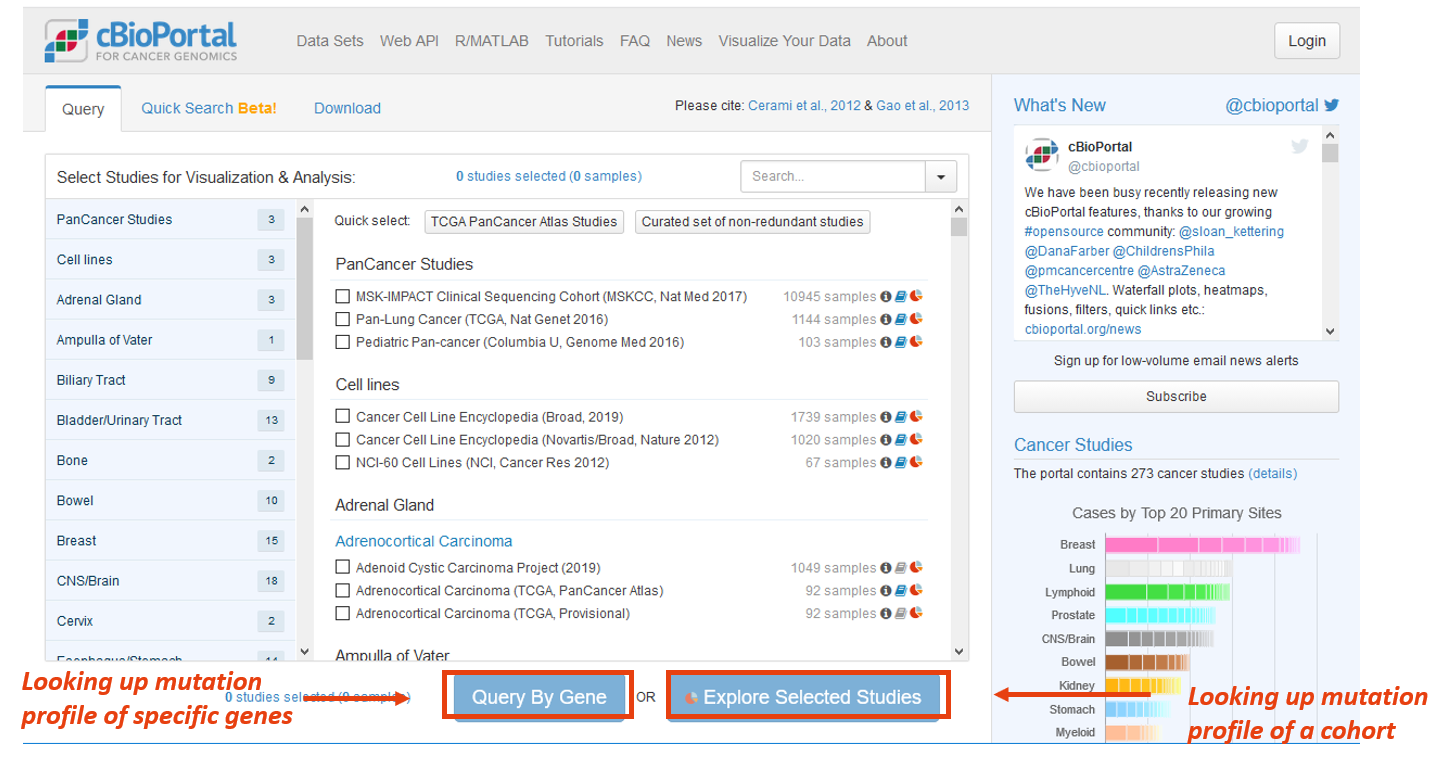 cBioPortal
FOR CANCER GENOMICS
Data Sets Web API R/MATLAB Tutorials FAQ News Visualize Your Data About
Login
Query
Quick Search Beta!
Download
Please cite: Cerami et al., 2012 & Gao et al., 2013
Select Studies for Visualization & Analysis:
0 studies selected (0 samples)
Search...
PanCancer Studies 3
Cell lines 3
Adrenal Gland 3
Ampulla of Vater 1
Biliary Tract 9
Bladder/Urinary Tract 13
Bone 2
Bowel 10
Breast 15
CNS/Brain 18
Cervix 2
Esophagus/Stomach 14
Quick select: TCGA PanCancer Atlas Studies Curated set of non-redundant studies
PanCancer Studies
MSK-IMPACT Clinical Sequencing Cohort (MSKCC, Nat Med 2017) 10945 samples
Pan-Lung Cancer (TCGA, Nat Genet 2016) 1144 samples
Pediatric Pan-cancer (Columbia U, Genome Med 2016) 103 samples
Cell lines
Cancer Cell Line Encyclopedia (Broad, 2019) 1739 samples
Cancer Cell Line Encyclopedia (Novartis/Broad, Nature 2012) 1020 samples
NCI-60 Cell Lines (NCI, Cancer Res 2012) 67 samples
Adrenal Gland
Adrenocortical Carcinoma
Adenoid Cystic Carcinoma Project (2019) 1049 samples
Adrenocortical Carcinoma (TCGA, PanCancer Atlas) 92 samples
Adrenocortical Carcinoma (TCGA, Provisional) 92 samples
Ampulla of Vater
0 studies selected (0 samples)
Query By Gene
OR
Explore Selected Studies
Looking up mutation
profile of specific genes
What's New
@cbioportal
cBioPortal
@cbioportal
We have been busy recently releasing new
cBioPortal features, thanks to our growing
#opensource community: @sloan_kettering
@DanaFarber @ChildrensPhila
@pmcancercentre @AstraZeneca
@TheHyveNL. Waterfall plots, heatmaps,
fusions, filters, quick links etc.:
cbioportal.org/news
Sign up for low-volume email news alerts
Subscribe
Cancer Studies
The portal contains 273 cancer studies (details)
Cases by Top 20 Primary Sites
Breast
Lung
Lymphoid
Prostate
CNS/Brain
Bowel
Kidney
Stomach
Myeloid
Looking up mutation
profile of a cohort